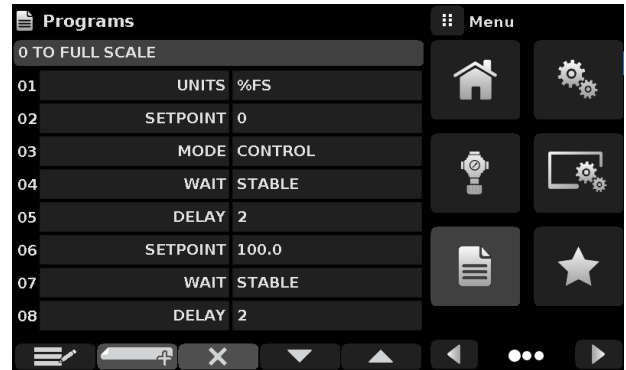 Programs
Menu
0 TO FULL SCALE
01 UNITS %FS
02 SETPOINT 0
03 MODE CONTROL
04 WAIT STABLE
05 DELAY 2
06 SETPOINT 100.0
07 WAIT STABLE
08 DELAY 2